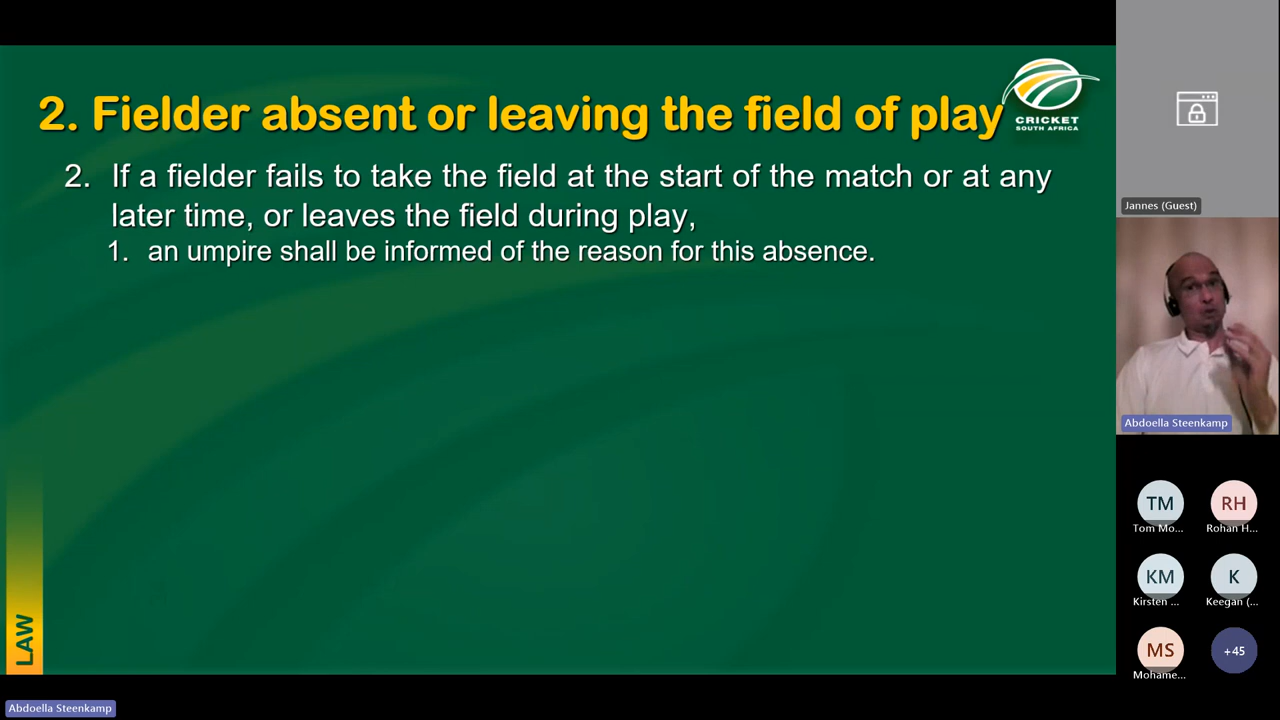 2. Fielder absent or leaving the field of play
CRICKET
SOUTH AFRICA
2. If a fielder fails to take the field at the start of the match or at any
later time, or leaves the field during play,
1. an umpire shall be informed of the reason for this absence.
LAW
Abdoella Steenkamp
Jannes (Guest)
Abdoella Steenkamp
TM
RH
Tom Mo...
Rohan H...
KM
K
Kirsten ...
Keegan (...
MS
+45
Mohame...